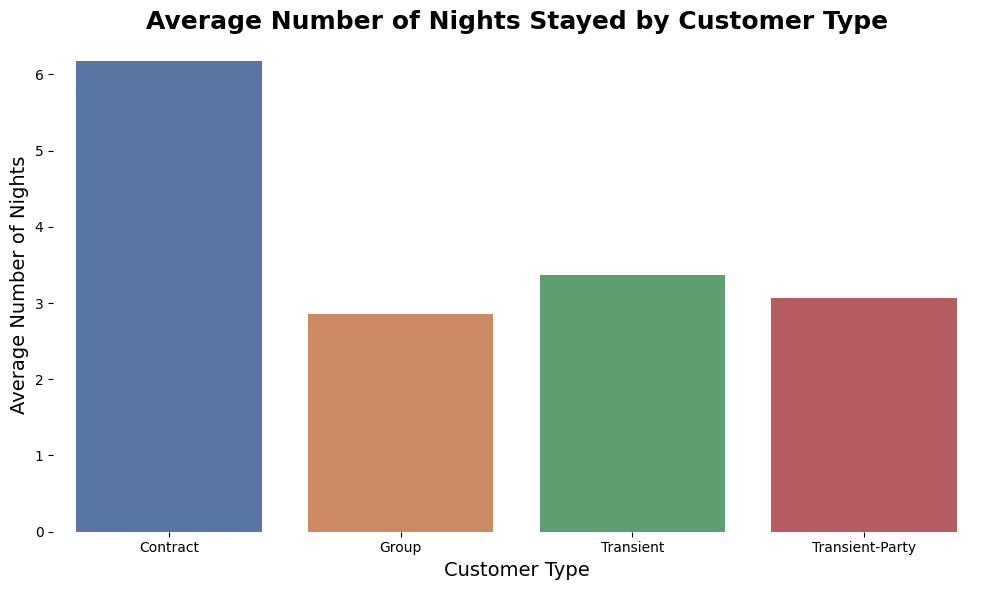 Average Number of Nights Stayed by Customer Type
Average Number of Nights
6
5
4
3
2
1
0
Contract
Group
Transient
Transient-Party
Customer Type